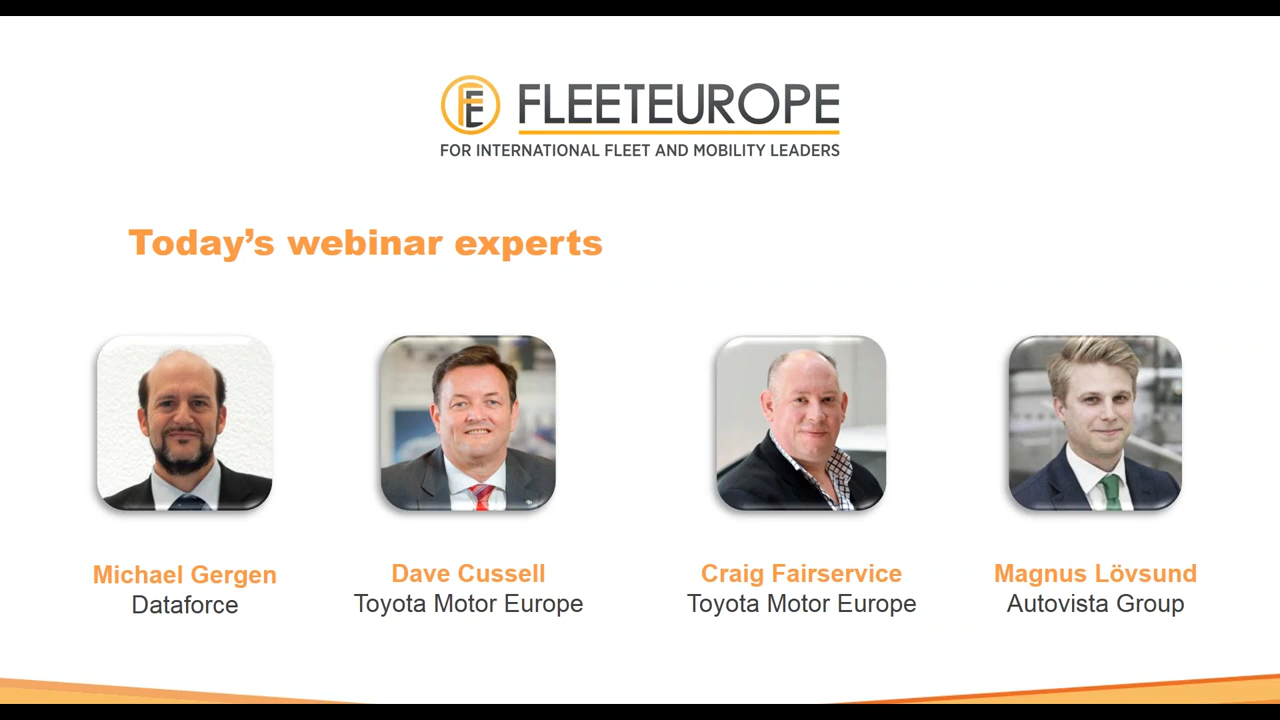 FLEETEUROPE
FOR INTERNATIONAL FLEET AND MOBILITY LEADERS
Today's webinar experts
Michael Gergen
Dataforce
Dave Cussell
Toyota Motor Europe
Craig Fairservice
Toyota Motor Europe
Magnus Lövsund
Autovista Group